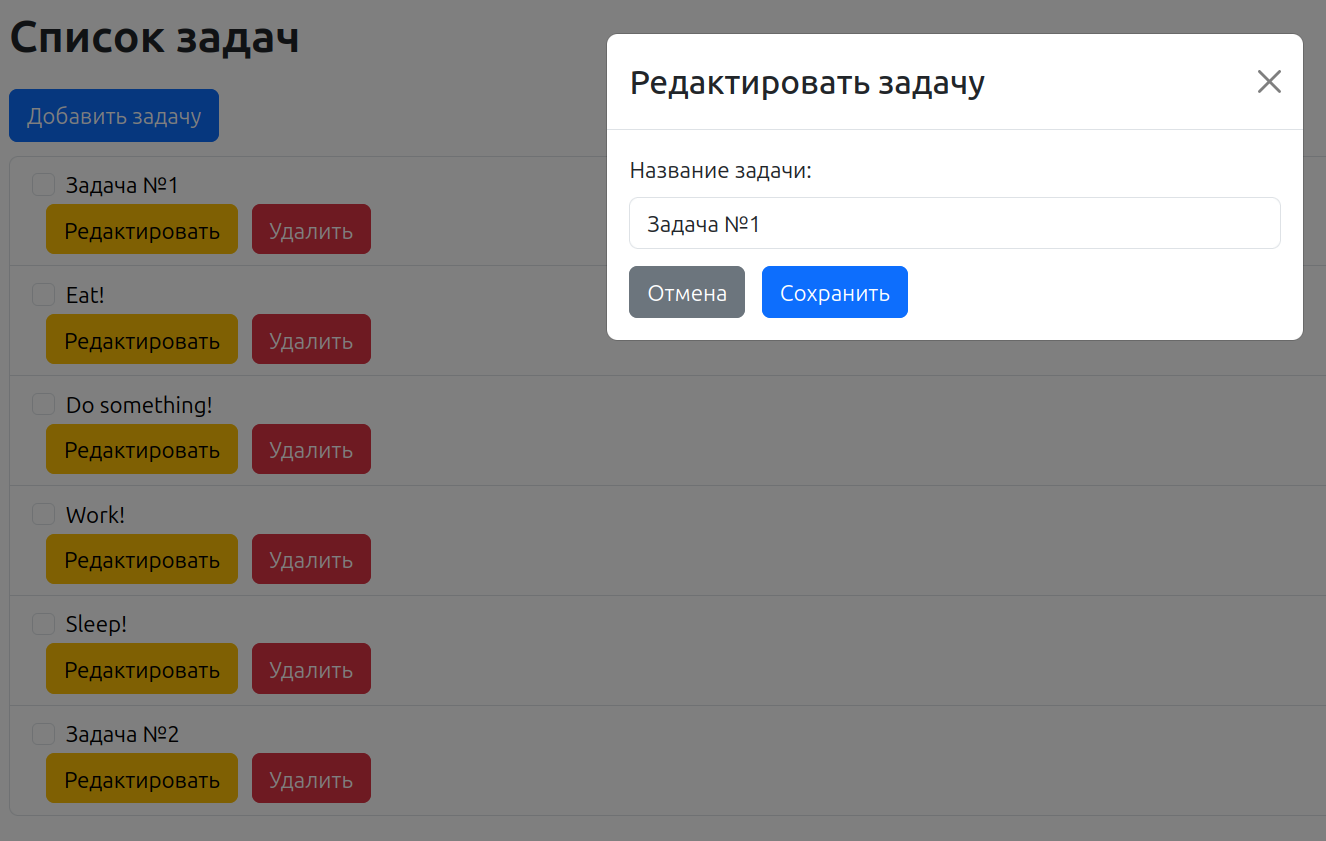 Список задач
Добавить задачу
Задача №1
Редактировать Удалить
Eat!
Редактировать Удалить
Do something!
Редактировать Удалить
Work!
Редактировать Удалить
Sleep!
Редактировать Удалить
Задача №2
Редактировать Удалить
Редактировать задачу
Название задачи:
Задача №1
Отмена Сохранить